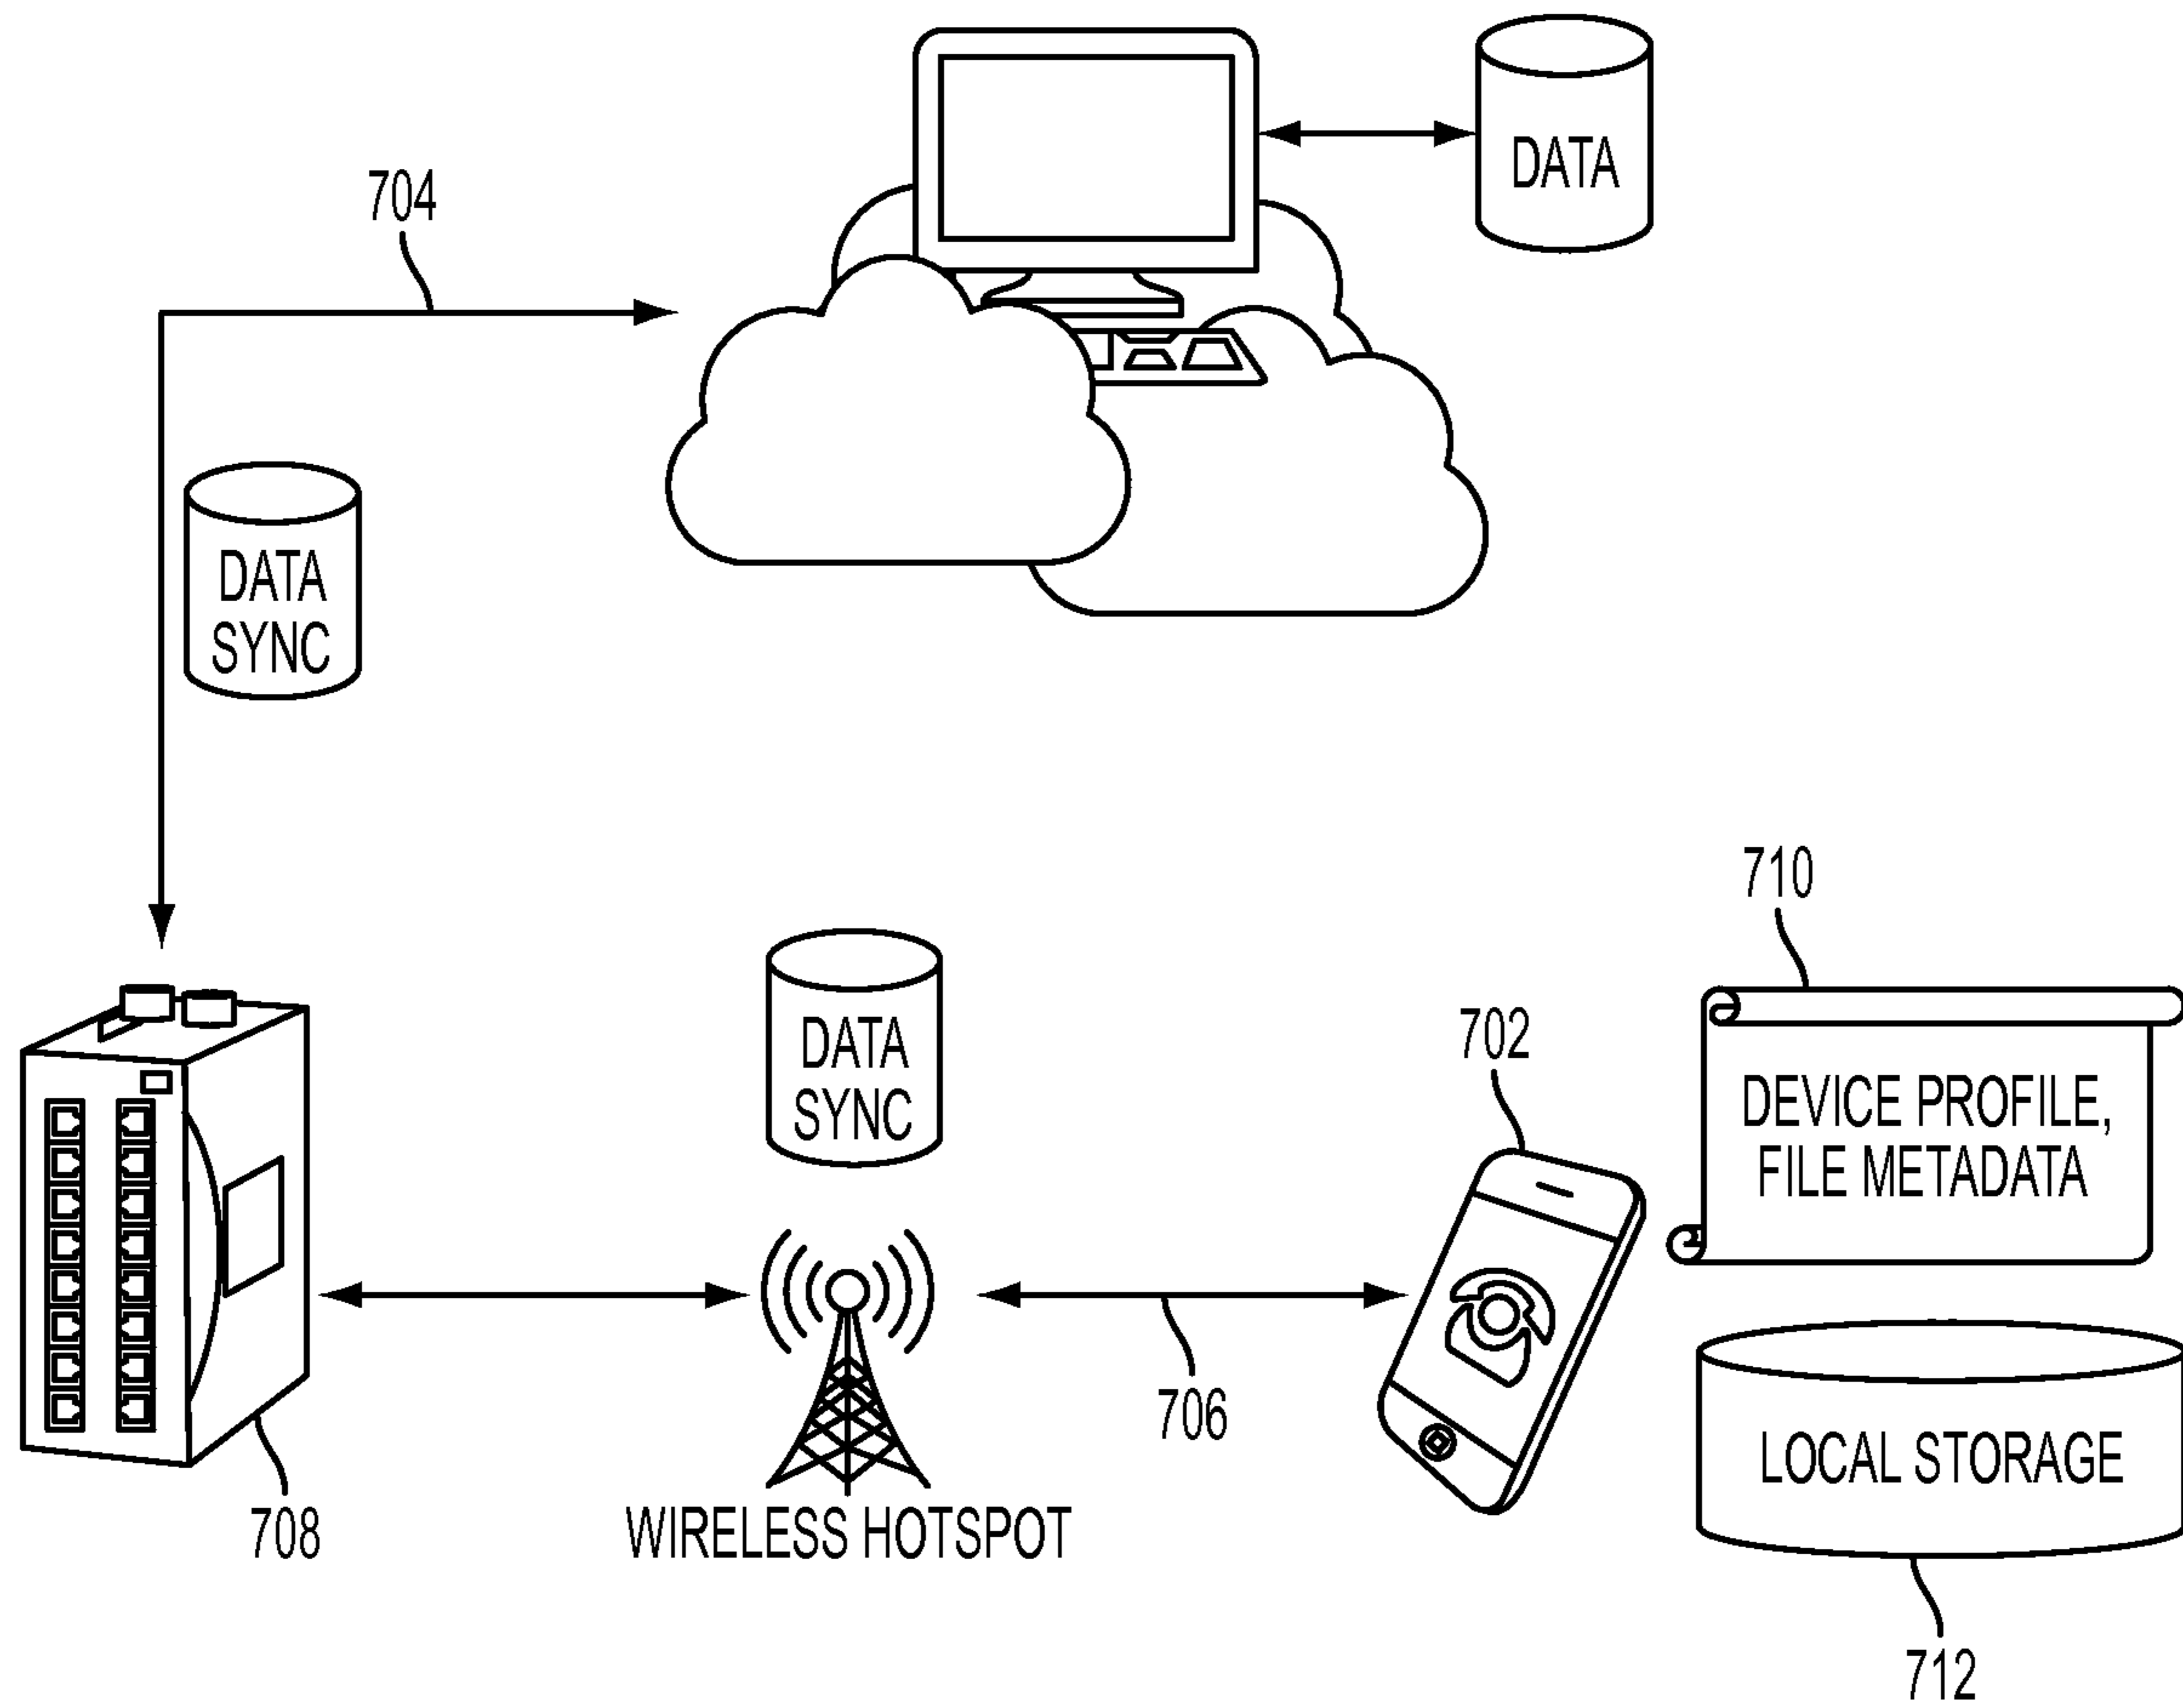 DATA
704
DATA
SYNC
710
DATA
SYNC
702
DEVICE PROFILE,
FILE METADATA
706
LOCAL STORAGE
708
WIRELESS HOTSPOT
712